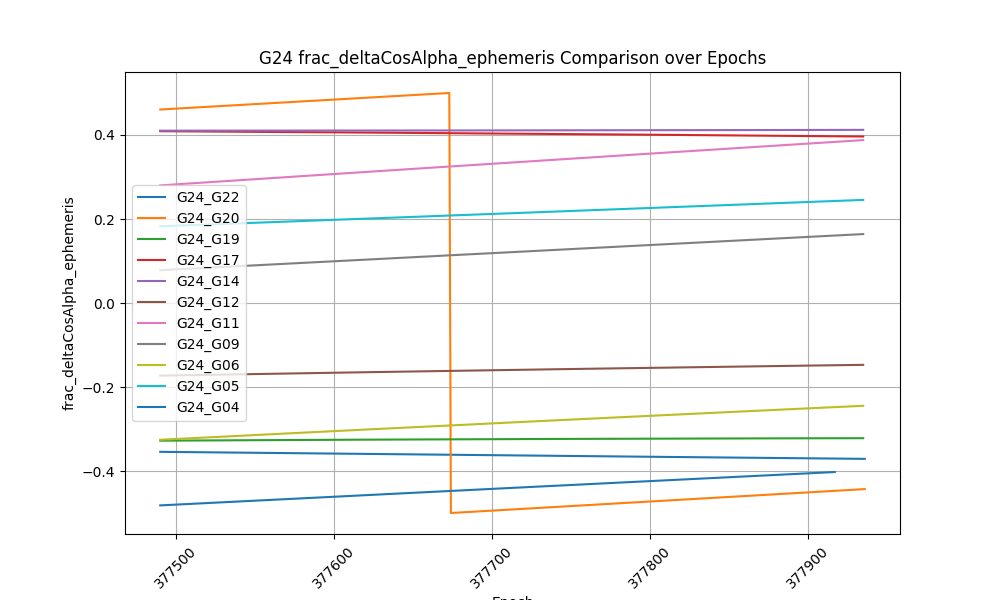 G24 frac_deltaCosAlpha_ephemeris Comparison over Epochs
frac_deltaCosAlpha_ephemeris
0.4
0.2
0.0
−0.2
−0.4
G24_G22
G24_G20
G24_G19
G24_G17
G24_G14
G24_G12
G24_G11
G24_G09
G24_G06
G24_G05
G24_G04
377500
377600
377700
377800
377900
Epoch